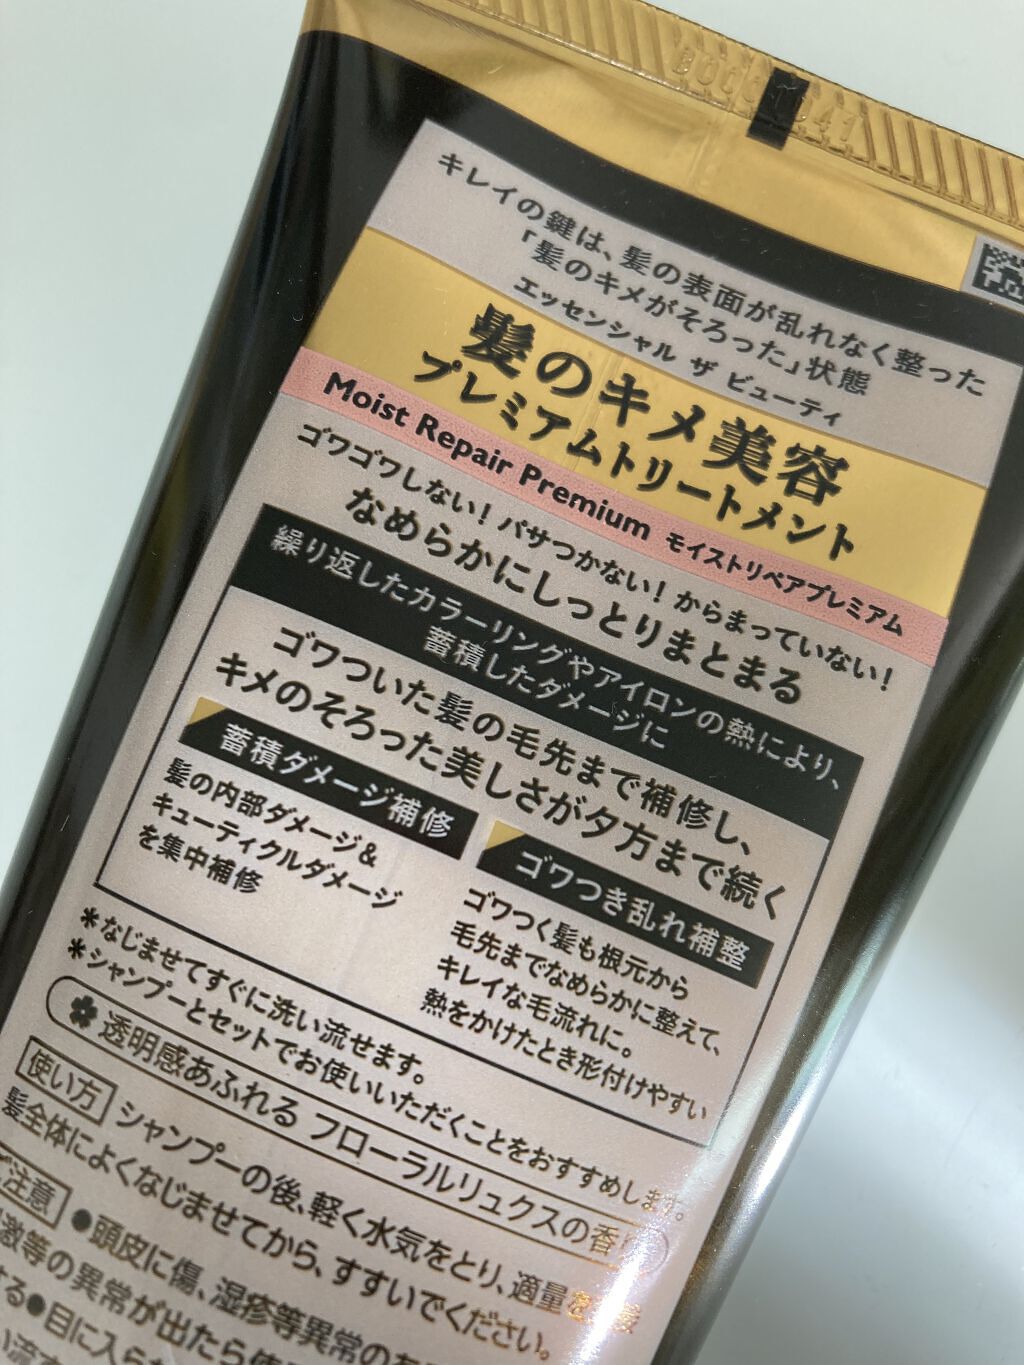 キレイの鍵は、髪の表面が乱れなく整った
「髪のキメがそろった」状態
エッセンシャル ザ ビューティ
髪のキメ美容
プレミアムトリートメント
Moist Repair Premium モイストリペアプレミアム
ゴワゴワしない! パサつかない! からまっていない!
なめらかにしっとりまとまる
繰り返したカラーリングやアイロンの熱により、
蓄積したダメージに
ゴワついた髪の毛先まで補修し、
キメのそろった美しさが夕方まで続く
蓄積ダメージ補修
髪の内部ダメージ&
キューティクルダメージ
を集中補修
ゴワつき乱れ補整
ゴワつく髪も根元から
毛先までなめらかに整えて、
キレイな毛流れに。
熱をかけたとき形付けやすい
*なじませてすぐに洗い流せます。
*シャンプーとセットでお使いいただくことをおすすめします。
透明感あふれる フローラルリュクスの香
使い方 シャンプーの後、軽く水気をとり、適量を
髪全体によくなじませてから、すすいでください。
注意 ●頭皮に傷、湿疹等異常の
激等の異常が出たら使
る●目に入